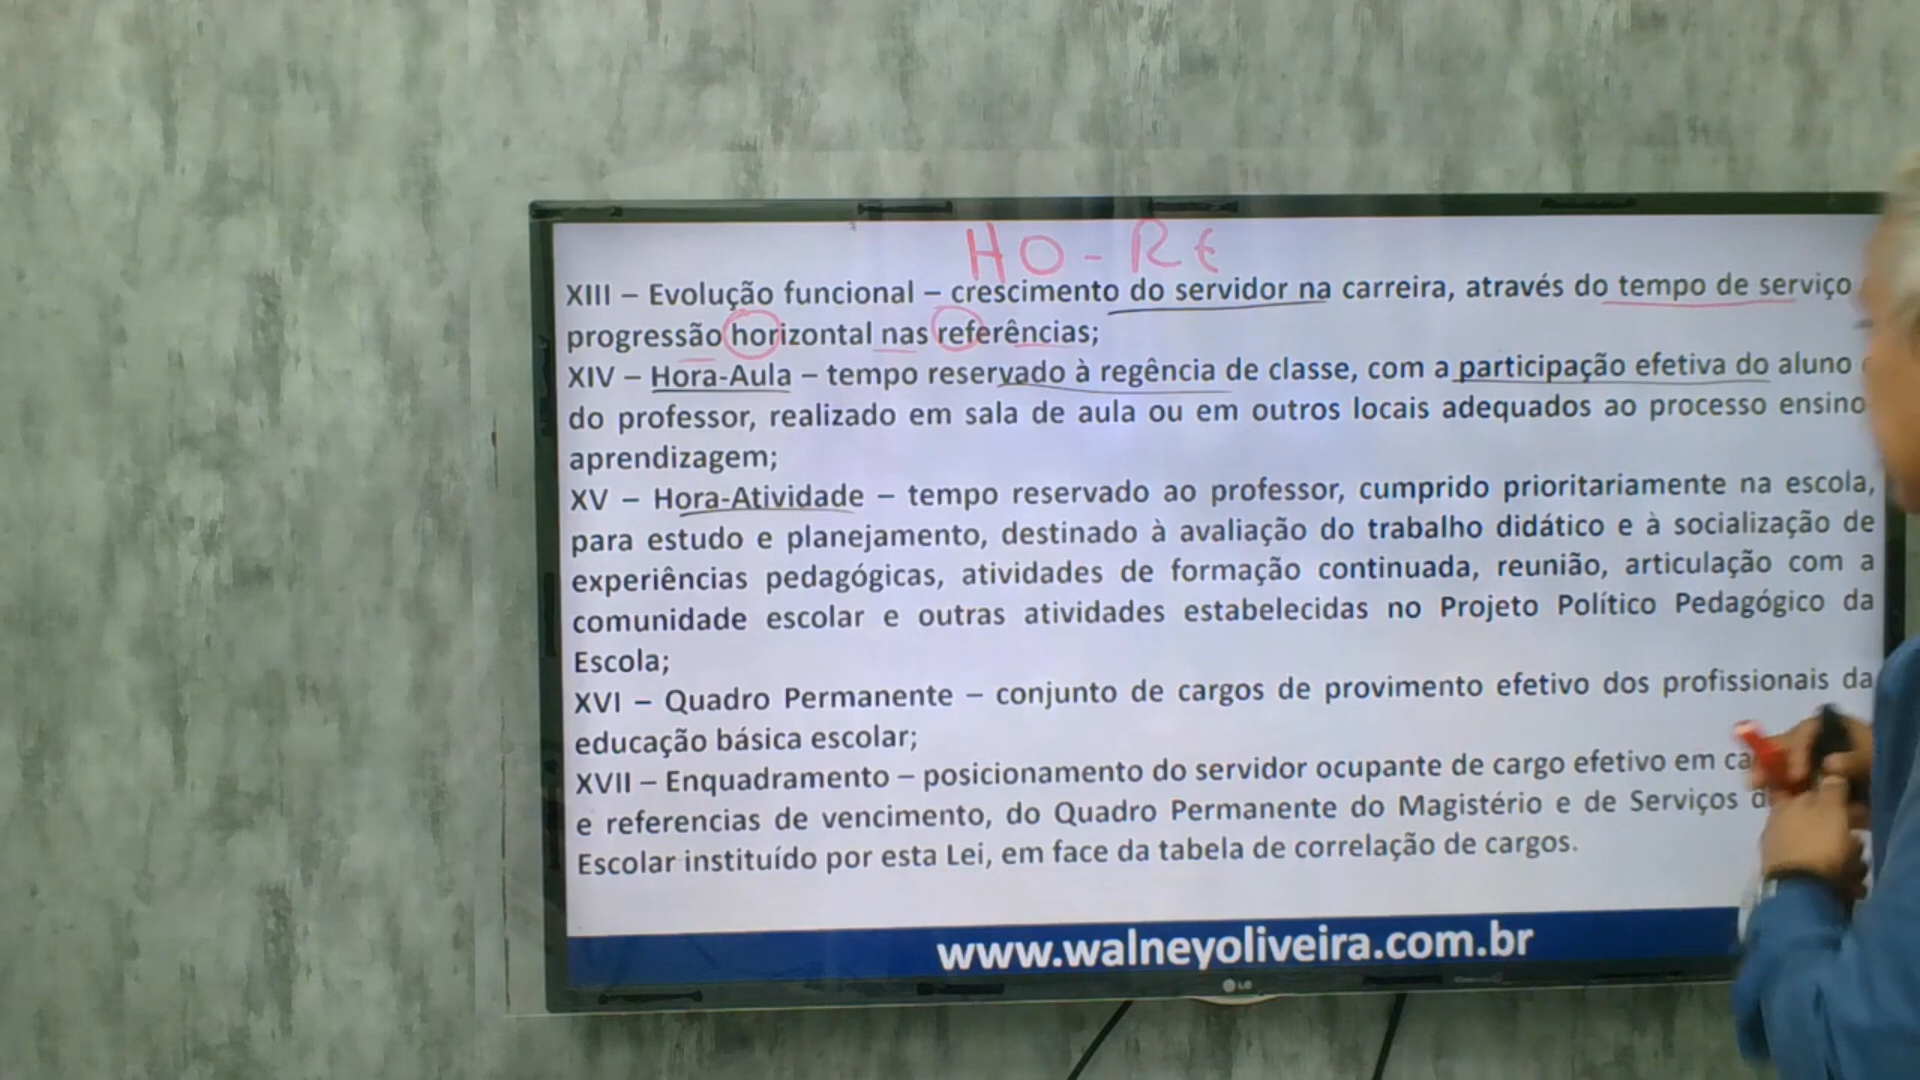 HO-RE
XIII – Evolução funcional – crescimento do servidor na carreira, através do tempo de serviço
progressão horizontal nas referências;
XIV – Hora-Aula – tempo reservado à regência de classe, com a participação efetiva do aluno
do professor, realizado em sala de aula ou em outros locais adequados ao processo ensino
aprendizagem;
XV – Hora-Atividade – tempo reservado ao professor, cumprido prioritariamente na escola,
para estudo e planejamento, destinado à avaliação do trabalho didático e à socialização de
experiências pedagógicas, atividades de formação continuada, reunião, articulação com a
comunidade escolar e outras atividades estabelecidas no Projeto Político Pedagógico da
Escola;
XVI – Quadro Permanente – conjunto de cargos de provimento efetivo dos profissionais da
educação básica escolar;
XVII – Enquadramento – posicionamento do servidor ocupante de cargo efetivo em
e referencias de vencimento, do Quadro Permanente do Magistério e de Serviços
Escolar instituído por esta Lei, em face da tabela de correlação de cargos.
www.walneyoliveira.com.br
LG